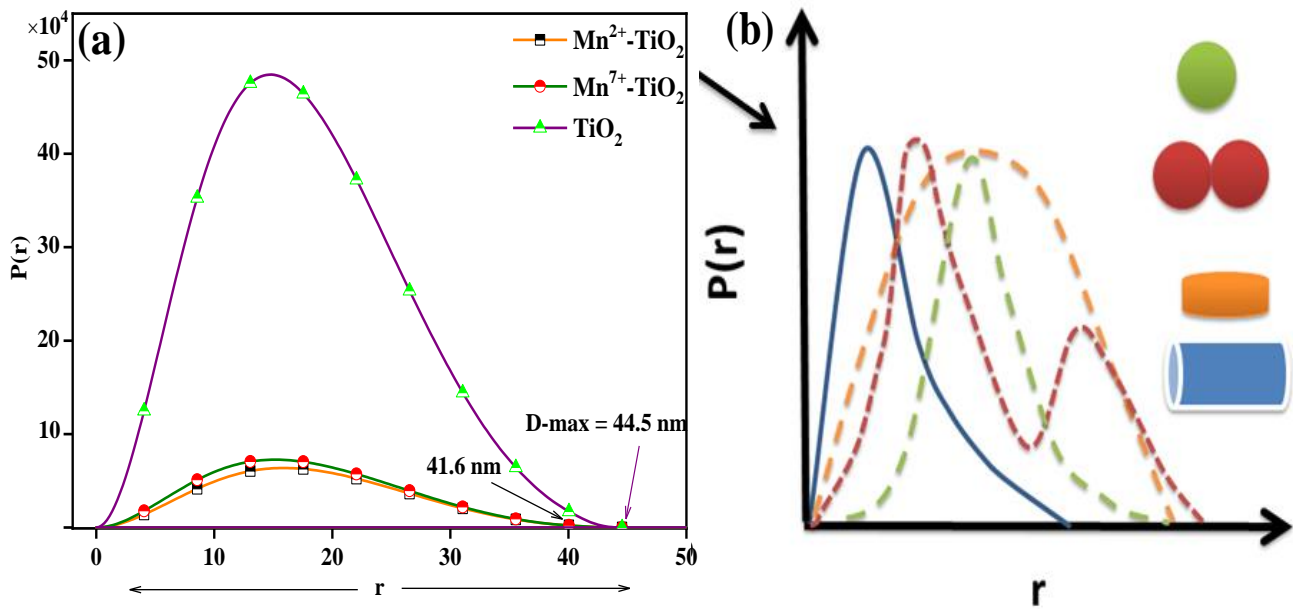 (a)
×10⁴
50
40
30
20
10
P(r)
Mn²⁺-TiO₂
Mn⁷⁺-TiO₂
TiO₂
D-max = 44.5 nm
41.6 nm
0
10
20
30
40
50
r
(b)
P(r)
r